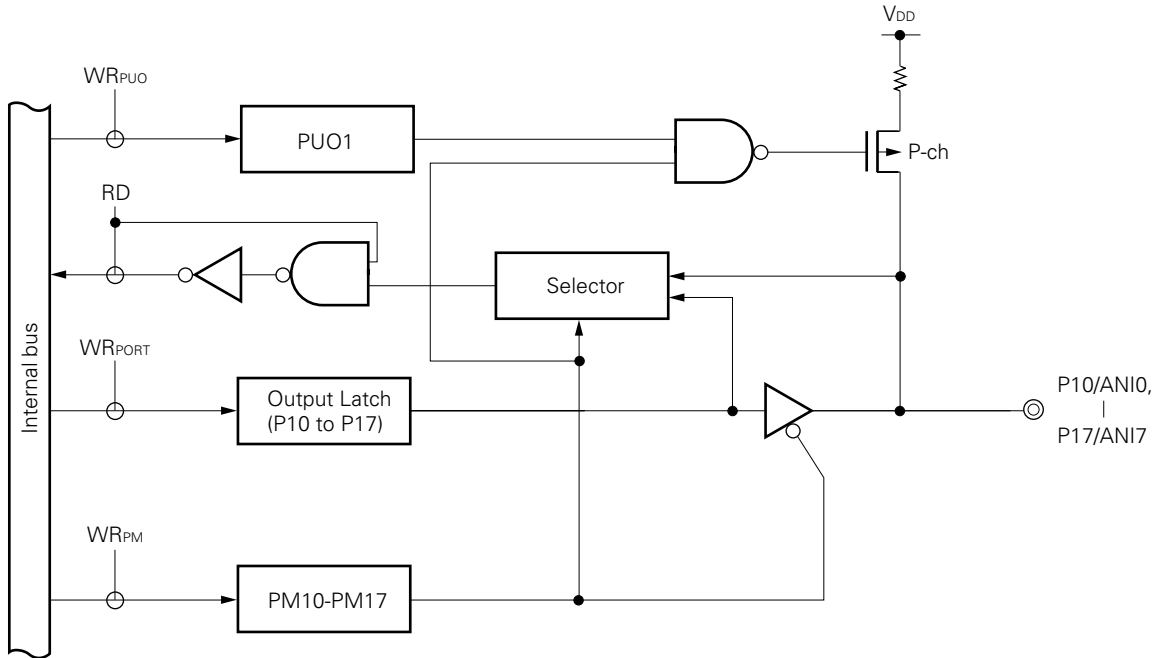 VDD
WRPUO
PUO1
P-ch
RD
Selector
Internal bus
WRPORT
Output Latch
(P10 to P17)
P10/ANI0,
P17/ANI7
WRPM
PM10-PM17